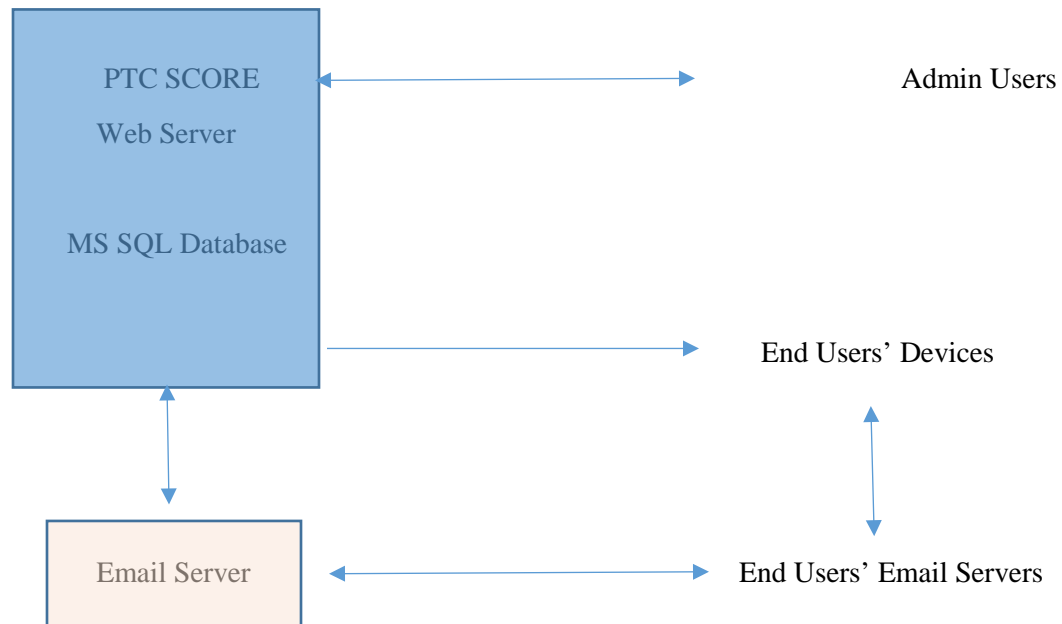 PTC SCORE
Web Server
MS SQL Database
Admin Users
End Users’ Devices
Email Server
End Users’ Email Servers